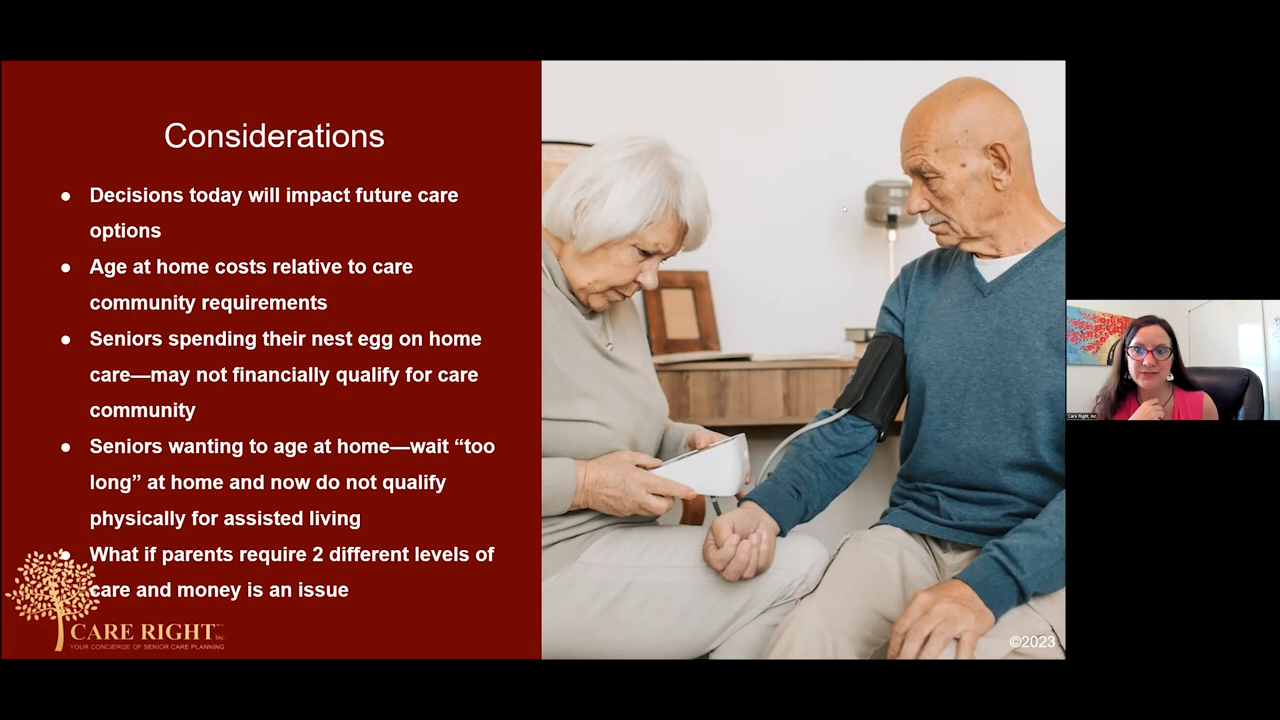 Considerations
● Decisions today will impact future care
options
● Age at home costs relative to care
community requirements
● Seniors spending their nest egg on home
care—may not financially qualify for care
community
● Seniors wanting to age at home—wait “too
long” at home and now do not qualify
physically for assisted living
● What if parents require 2 different levels of
care and money is an issue
CARE RIGHT Inc.
YOUR CONCIERGE OF SENIOR CARE PLANNING
©2023
Care Right, Inc.